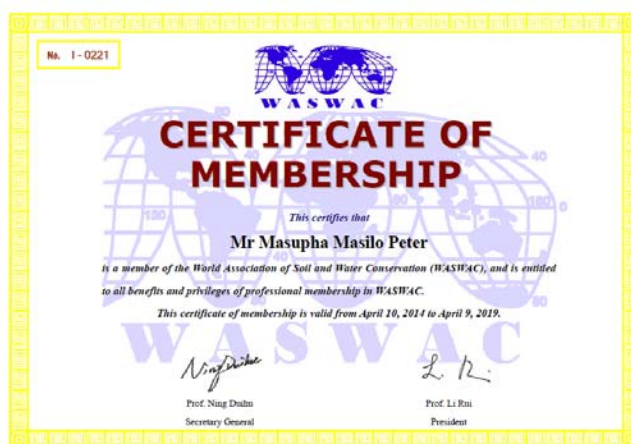 No. I-0221
WASWAC
CERTIFICATE OF
MEMBERSHIP
This certifies that
Mr Masupha Masilo Peter
is a member of the World Association of Soil and Water Conservation (WASWAC), and is entitled
to all benefits and privileges of professional membership in WASWAC.
This certificate of membership is valid from April 10, 2014 to April 9, 2019.
WASWAC
Ning Duihu
L. R.
Prof. Ning Duihu
Prof. Li Rui
Secretary General
President